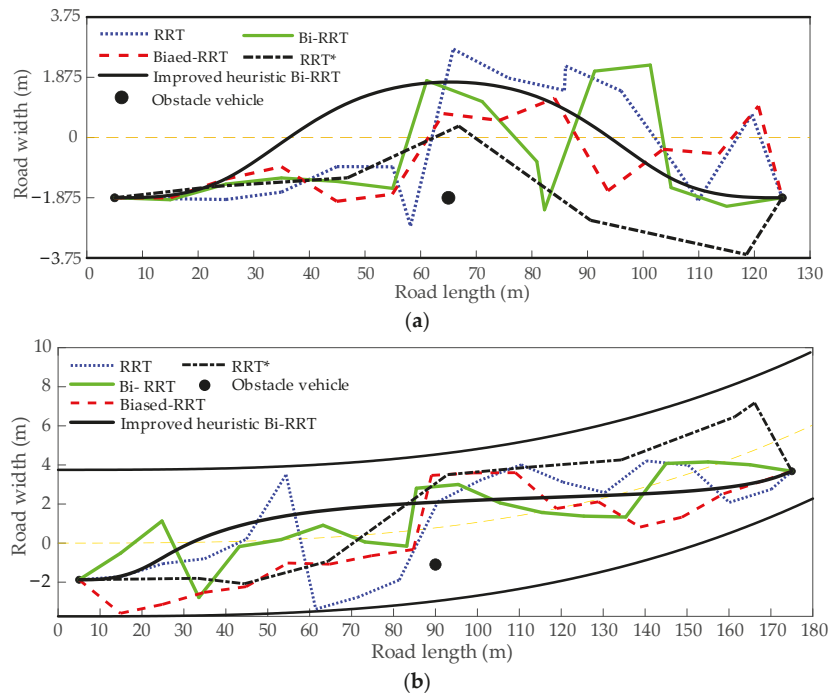 3.75
1.875
0
−1.875
−3.75
Road width (m)
RRT
Bi-RRT
Biaed-RRT
RRT*
Improved heuristic Bi-RRT
Obstacle vehicle
0 10 20 30 40 50 60 70 80 90 100 110 120 130
Road length (m)
(a)
10
8
6
4
2
0
−2
Road width (m)
RRT
RRT*
Bi- RRT
Obstacle vehicle
Biased-RRT
Improved heuristic Bi-RRT
0 10 20 30 40 50 60 70 80 90 100 110 120 130 140 150 160 170 180
Road length (m)
(b)